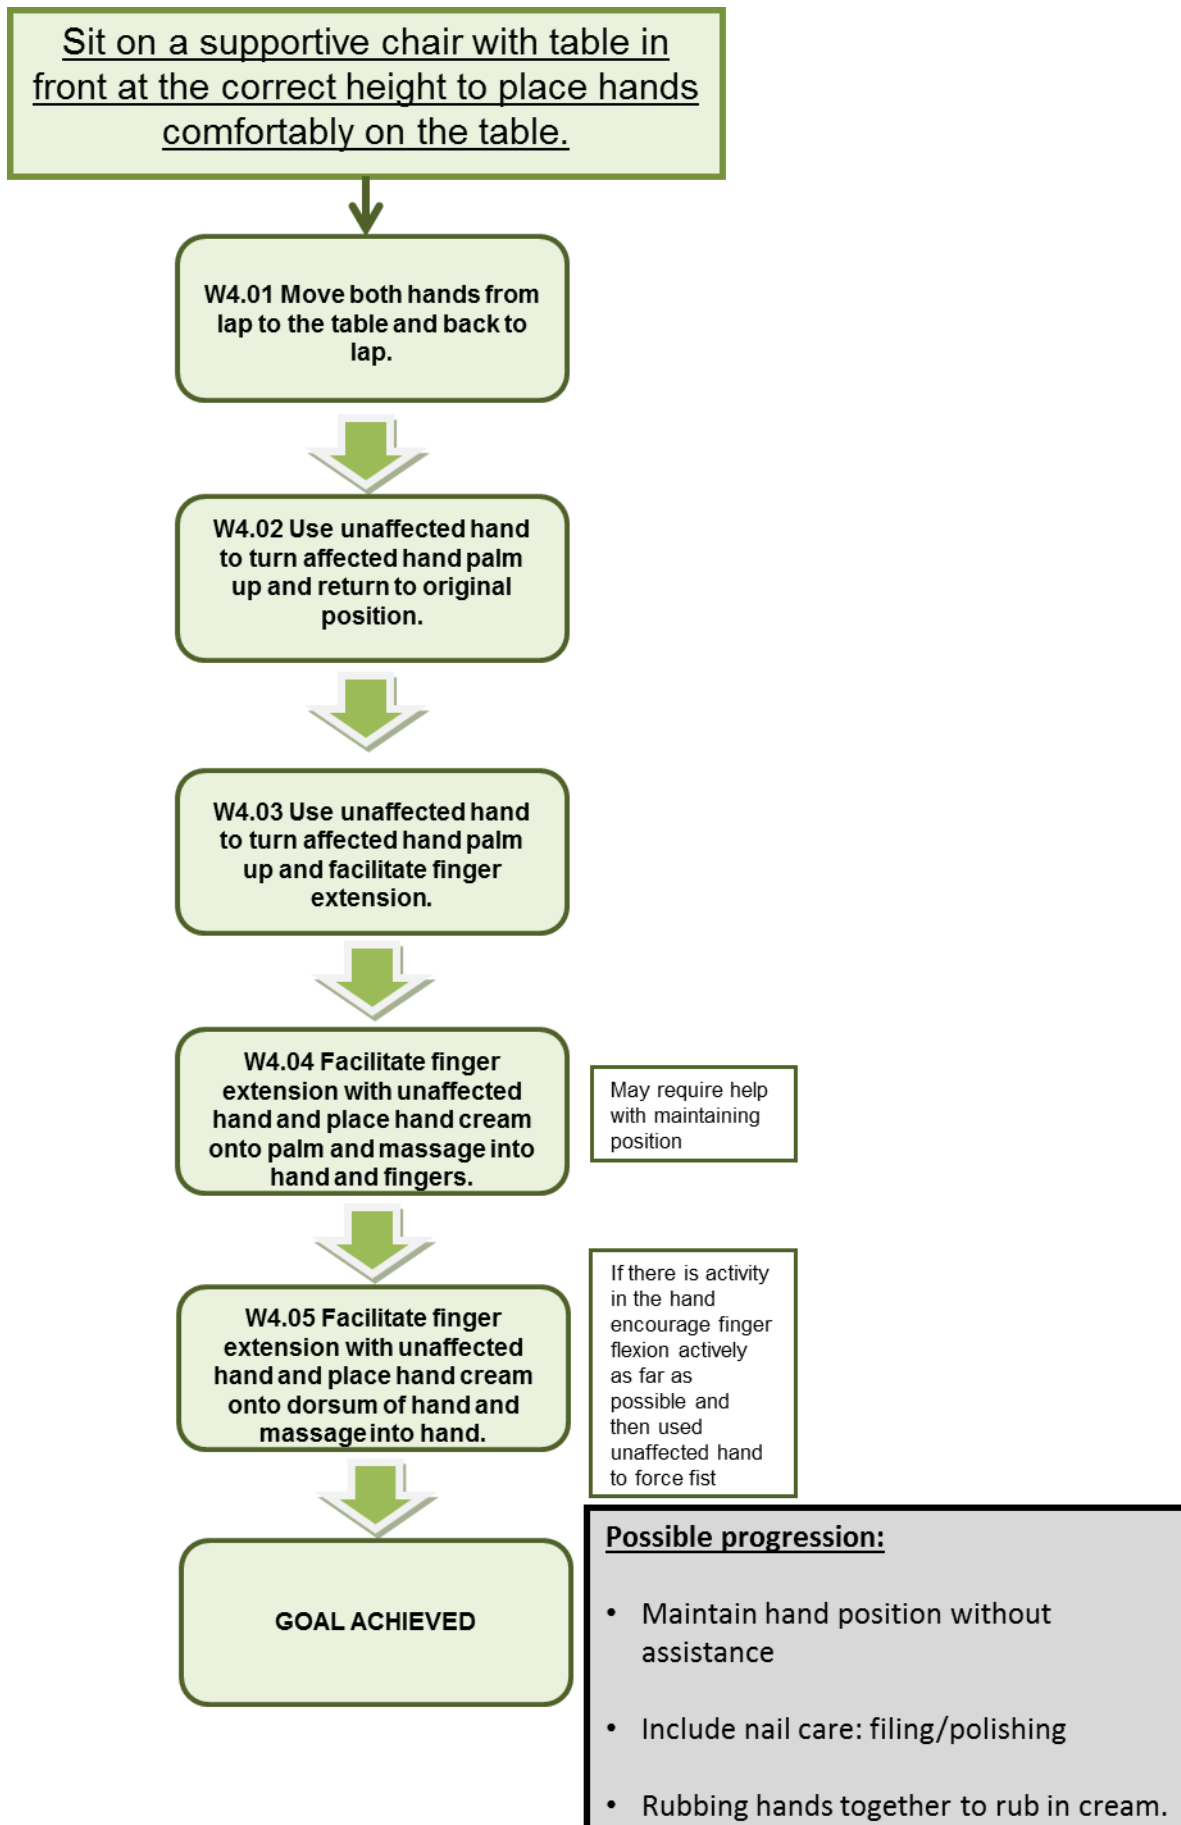 Sit on a supportive chair with table in
front at the correct height to place hands
comfortably on the table.
W4.01 Move both hands from
lap to the table and back to
lap.
W4.02 Use unaffected hand
to turn affected hand palm
up and return to original
position.
W4.03 Use unaffected hand
to turn affected hand palm
up and facilitate finger
extension.
W4.04 Facilitate finger
extension with unaffected
hand and place hand cream
onto palm and massage into
hand and fingers.
May require help
with maintaining
position
W4.05 Facilitate finger
extension with unaffected
hand and place hand cream
onto dorsum of hand and
massage into hand.
If there is activity
in the hand
encourage finger
flexion actively
as far as
possible and
then used
unaffected hand
to force fist
GOAL ACHIEVED
Possible progression:
• Maintain hand position without
assistance
• Include nail care: filing/polishing
• Rubbing hands together to rub in cream.